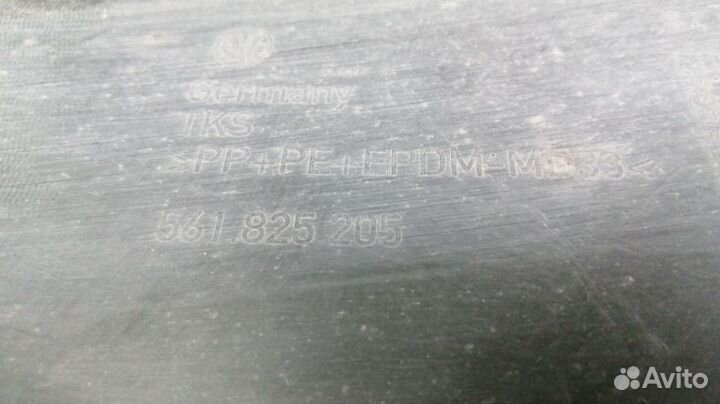 Germany
TKS
>PP+PE+EPDM-MD33<
561.825 205
Avito